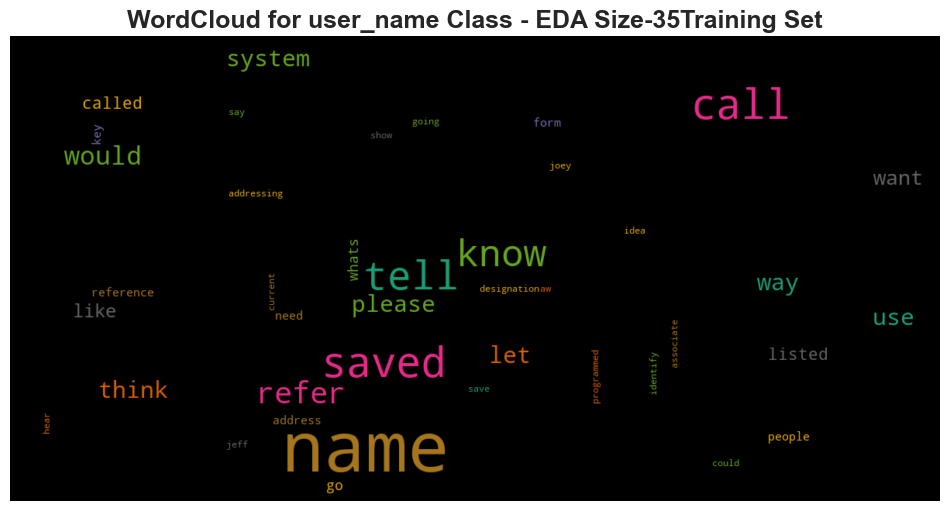 WordCloud for user_name Class - EDA Size-35Training Set
system
called
call
say
going
form
key
show
would
joey
want
addressing
idea
know
whats
tell
way
current
designation
aw
reference
please
like
need
use
let
listed
saved
associate
programmed
identify
think
refer
save
hear
address
name
people
jeff
could
go